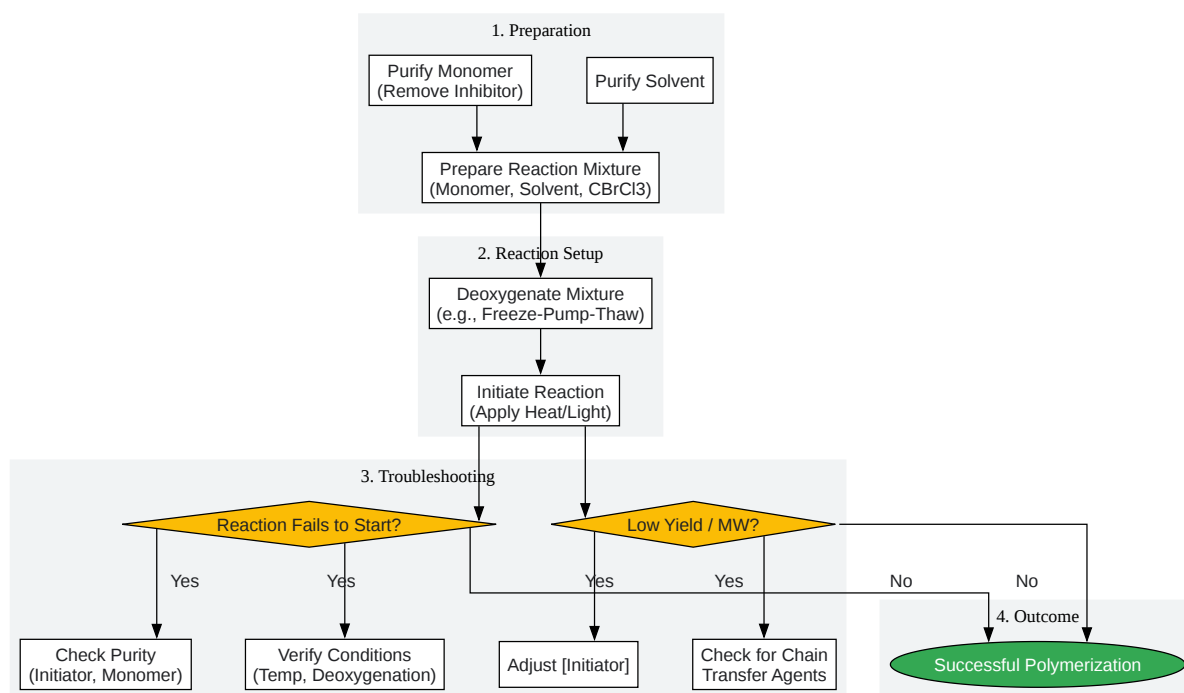 1. Preparation
Purify Monomer
(Remove Inhibitor)
Purify Solvent
Prepare Reaction Mixture
(Monomer, Solvent, CBrCl3)
2. Reaction Setup
Deoxygenate Mixture
(e.g., Freeze-Pump-Thaw)
Initiate Reaction
(Apply Heat/Light)
3. Troubleshooting
Reaction Fails to Start?
Low Yield / MW?
Yes
Yes
Yes
Yes
No
No
4. Outcome
Check Purity
(Initiator, Monomer)
Verify Conditions
(Temp, Deoxygenation)
Adjust [Initiator]
Check for Chain
Transfer Agents
Successful Polymerization